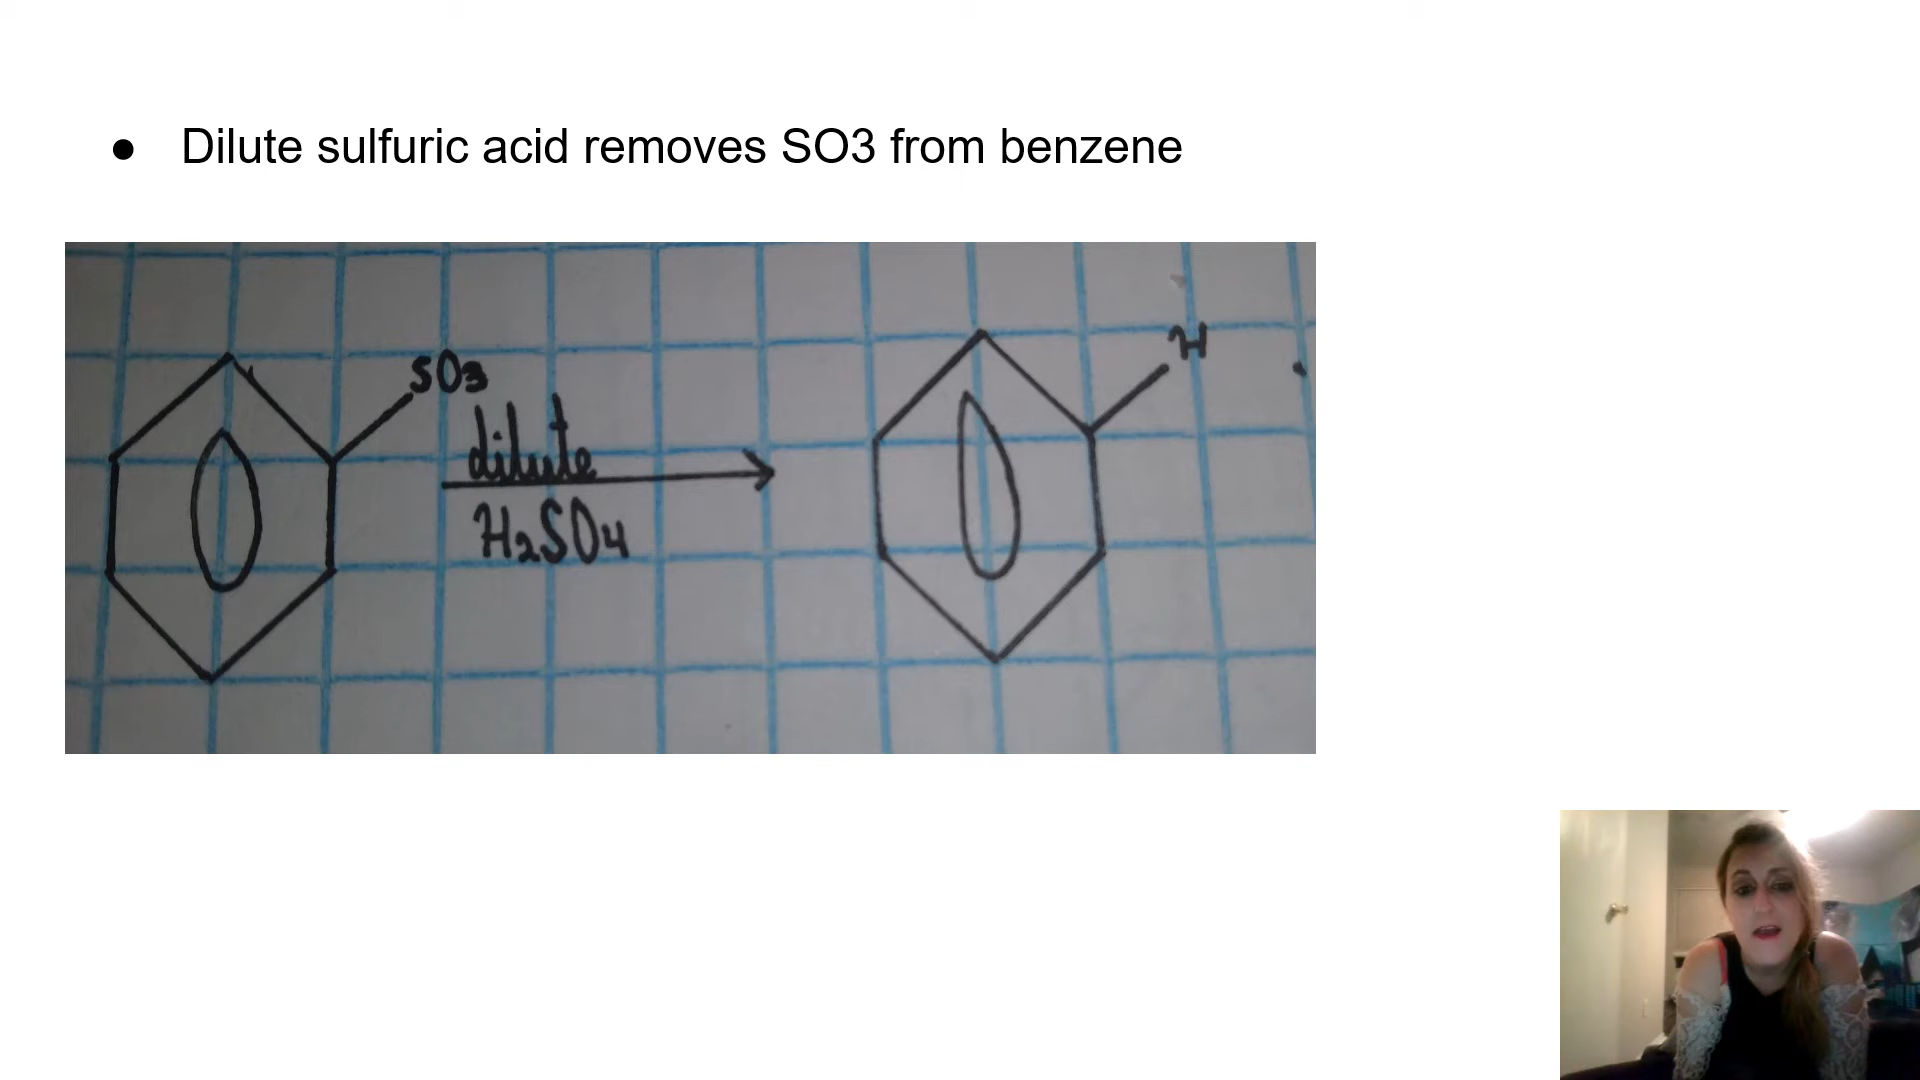 ● Dilute sulfuric acid removes SO3 from benzene
SO3
dilute
H2SO4
H